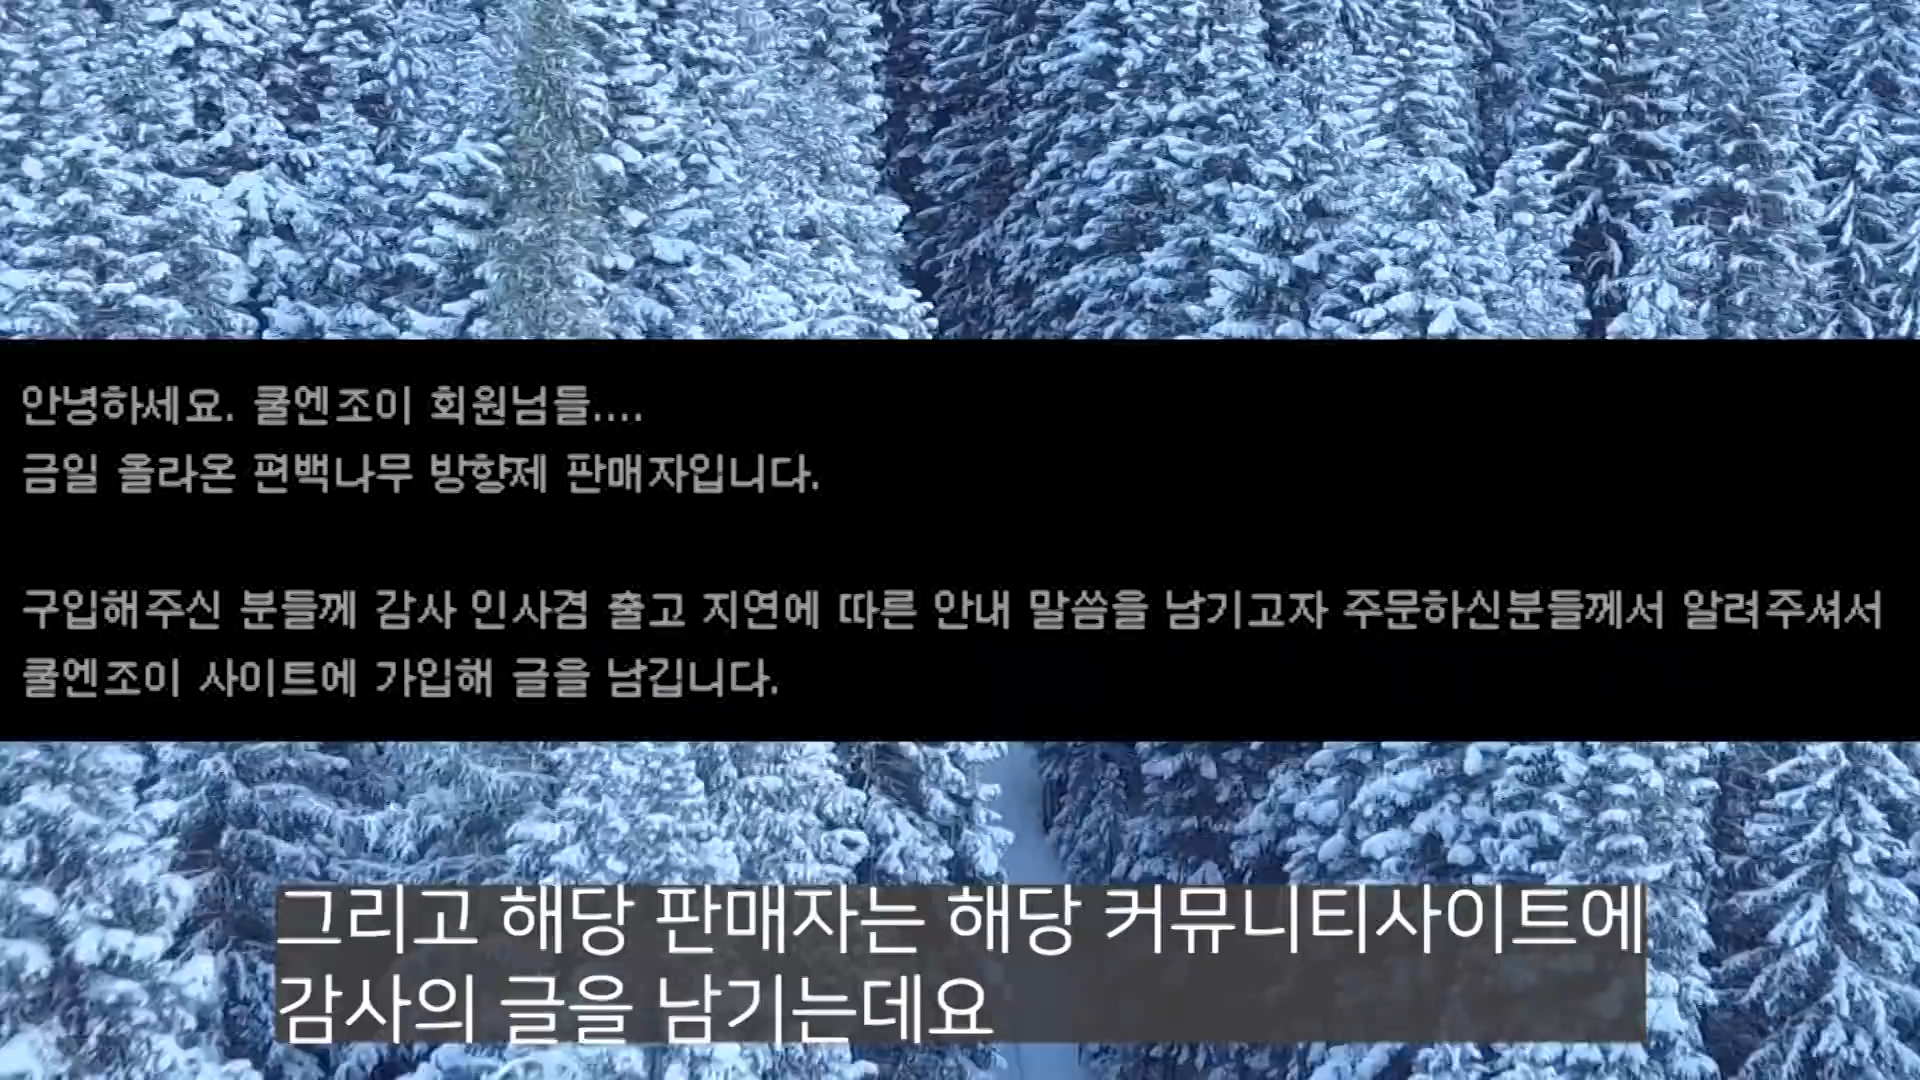 안녕하세요. 쿨엔조이 회원님들....
금일 올라온 편백나무 방향제 판매자입니다.
구입해주신 분들께 감사 인사겸 출고 지연에 따른 안내 말씀을 남기고자 주문하신분들께서 알려주셔서
쿨엔조이 사이트에 가입해 글을 남깁니다.
그리고 해당 판매자는 해당 커뮤니티사이트에
감사의 글을 남기는데요